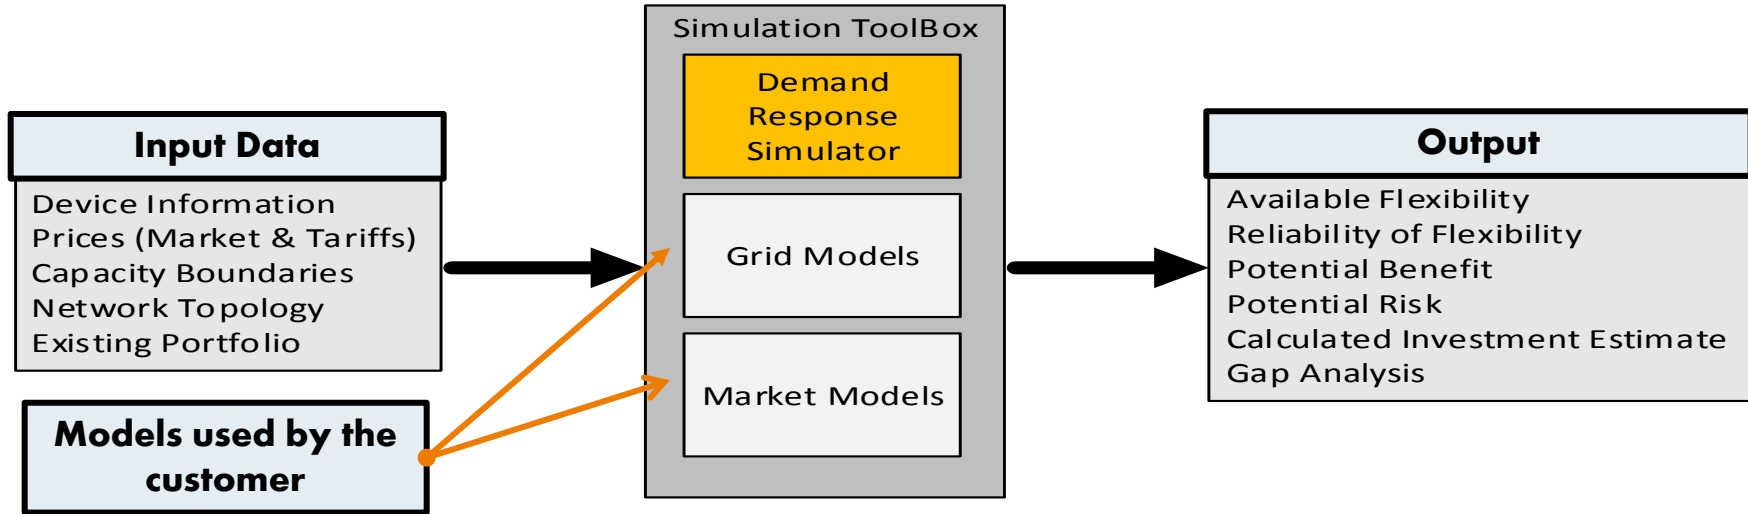 Input Data
Device Information
Prices (Market & Tariffs)
Capacity Boundaries
Network Topology
Existing Portfolio
Models used by the
customer
Simulation ToolBox
Demand
Response
Simulator
Grid Models
Market Models
Output
Available Flexibility
Reliability of Flexibility
Potential Benefit
Potential Risk
Calculated Investment Estimate
Gap Analysis